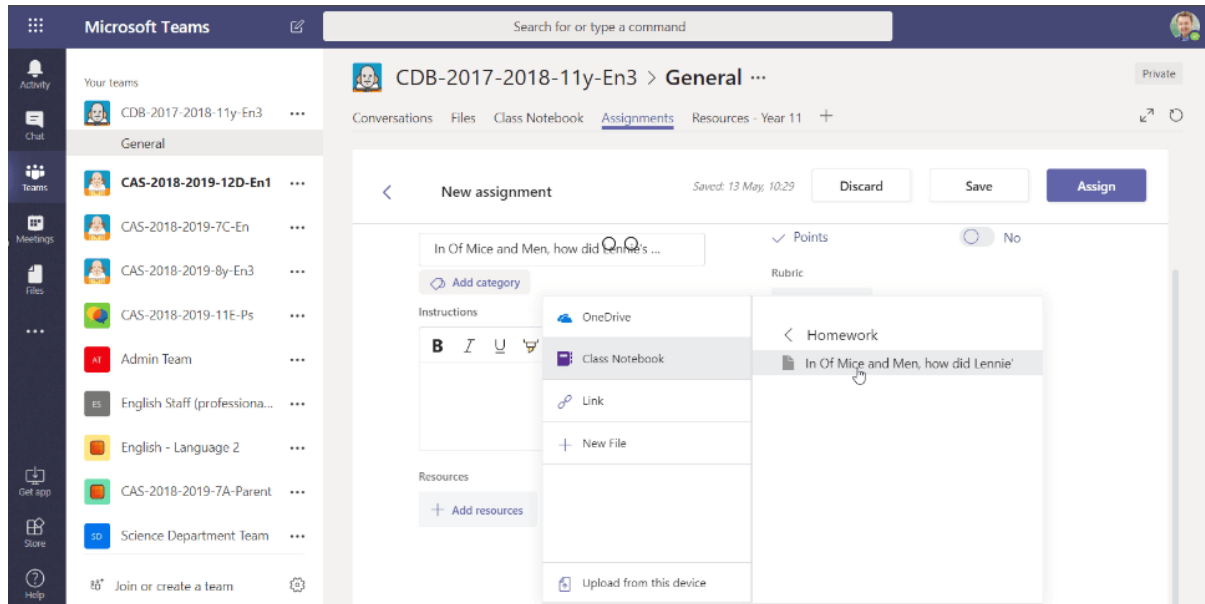 Microsoft Teams
Search for or type a command
Activity
Chat
Teams
Meetings
Files
Get app
Store
Help
Your teams
CDB-2017-2018-11y-En3
General
CAS-2018-2019-12D-En1
CAS-2018-2019-7C-En
CAS-2018-2019-8y-En3
CAS-2018-2019-11E-Ps
AT Admin Team
ES English Staff (professiona...
English - Language 2
CAS-2018-2019-7A-Parent
SD Science Department Team
Join or create a team
CDB-2017-2018-11y-En3 > General ...
Private
Conversations Files Class Notebook Assignments Resources - Year 11 +
New assignment
Saved: 13 May, 10:29
Discard
Save
Assign
In Of Mice and Men, how did Lennie's ...
Add category
Instructions
B I U
Resources
+ Add resources
Points
No
Rubric
OneDrive
Class Notebook
Link
New File
Upload from this device
< Homework
In Of Mice and Men, how did Lennie'